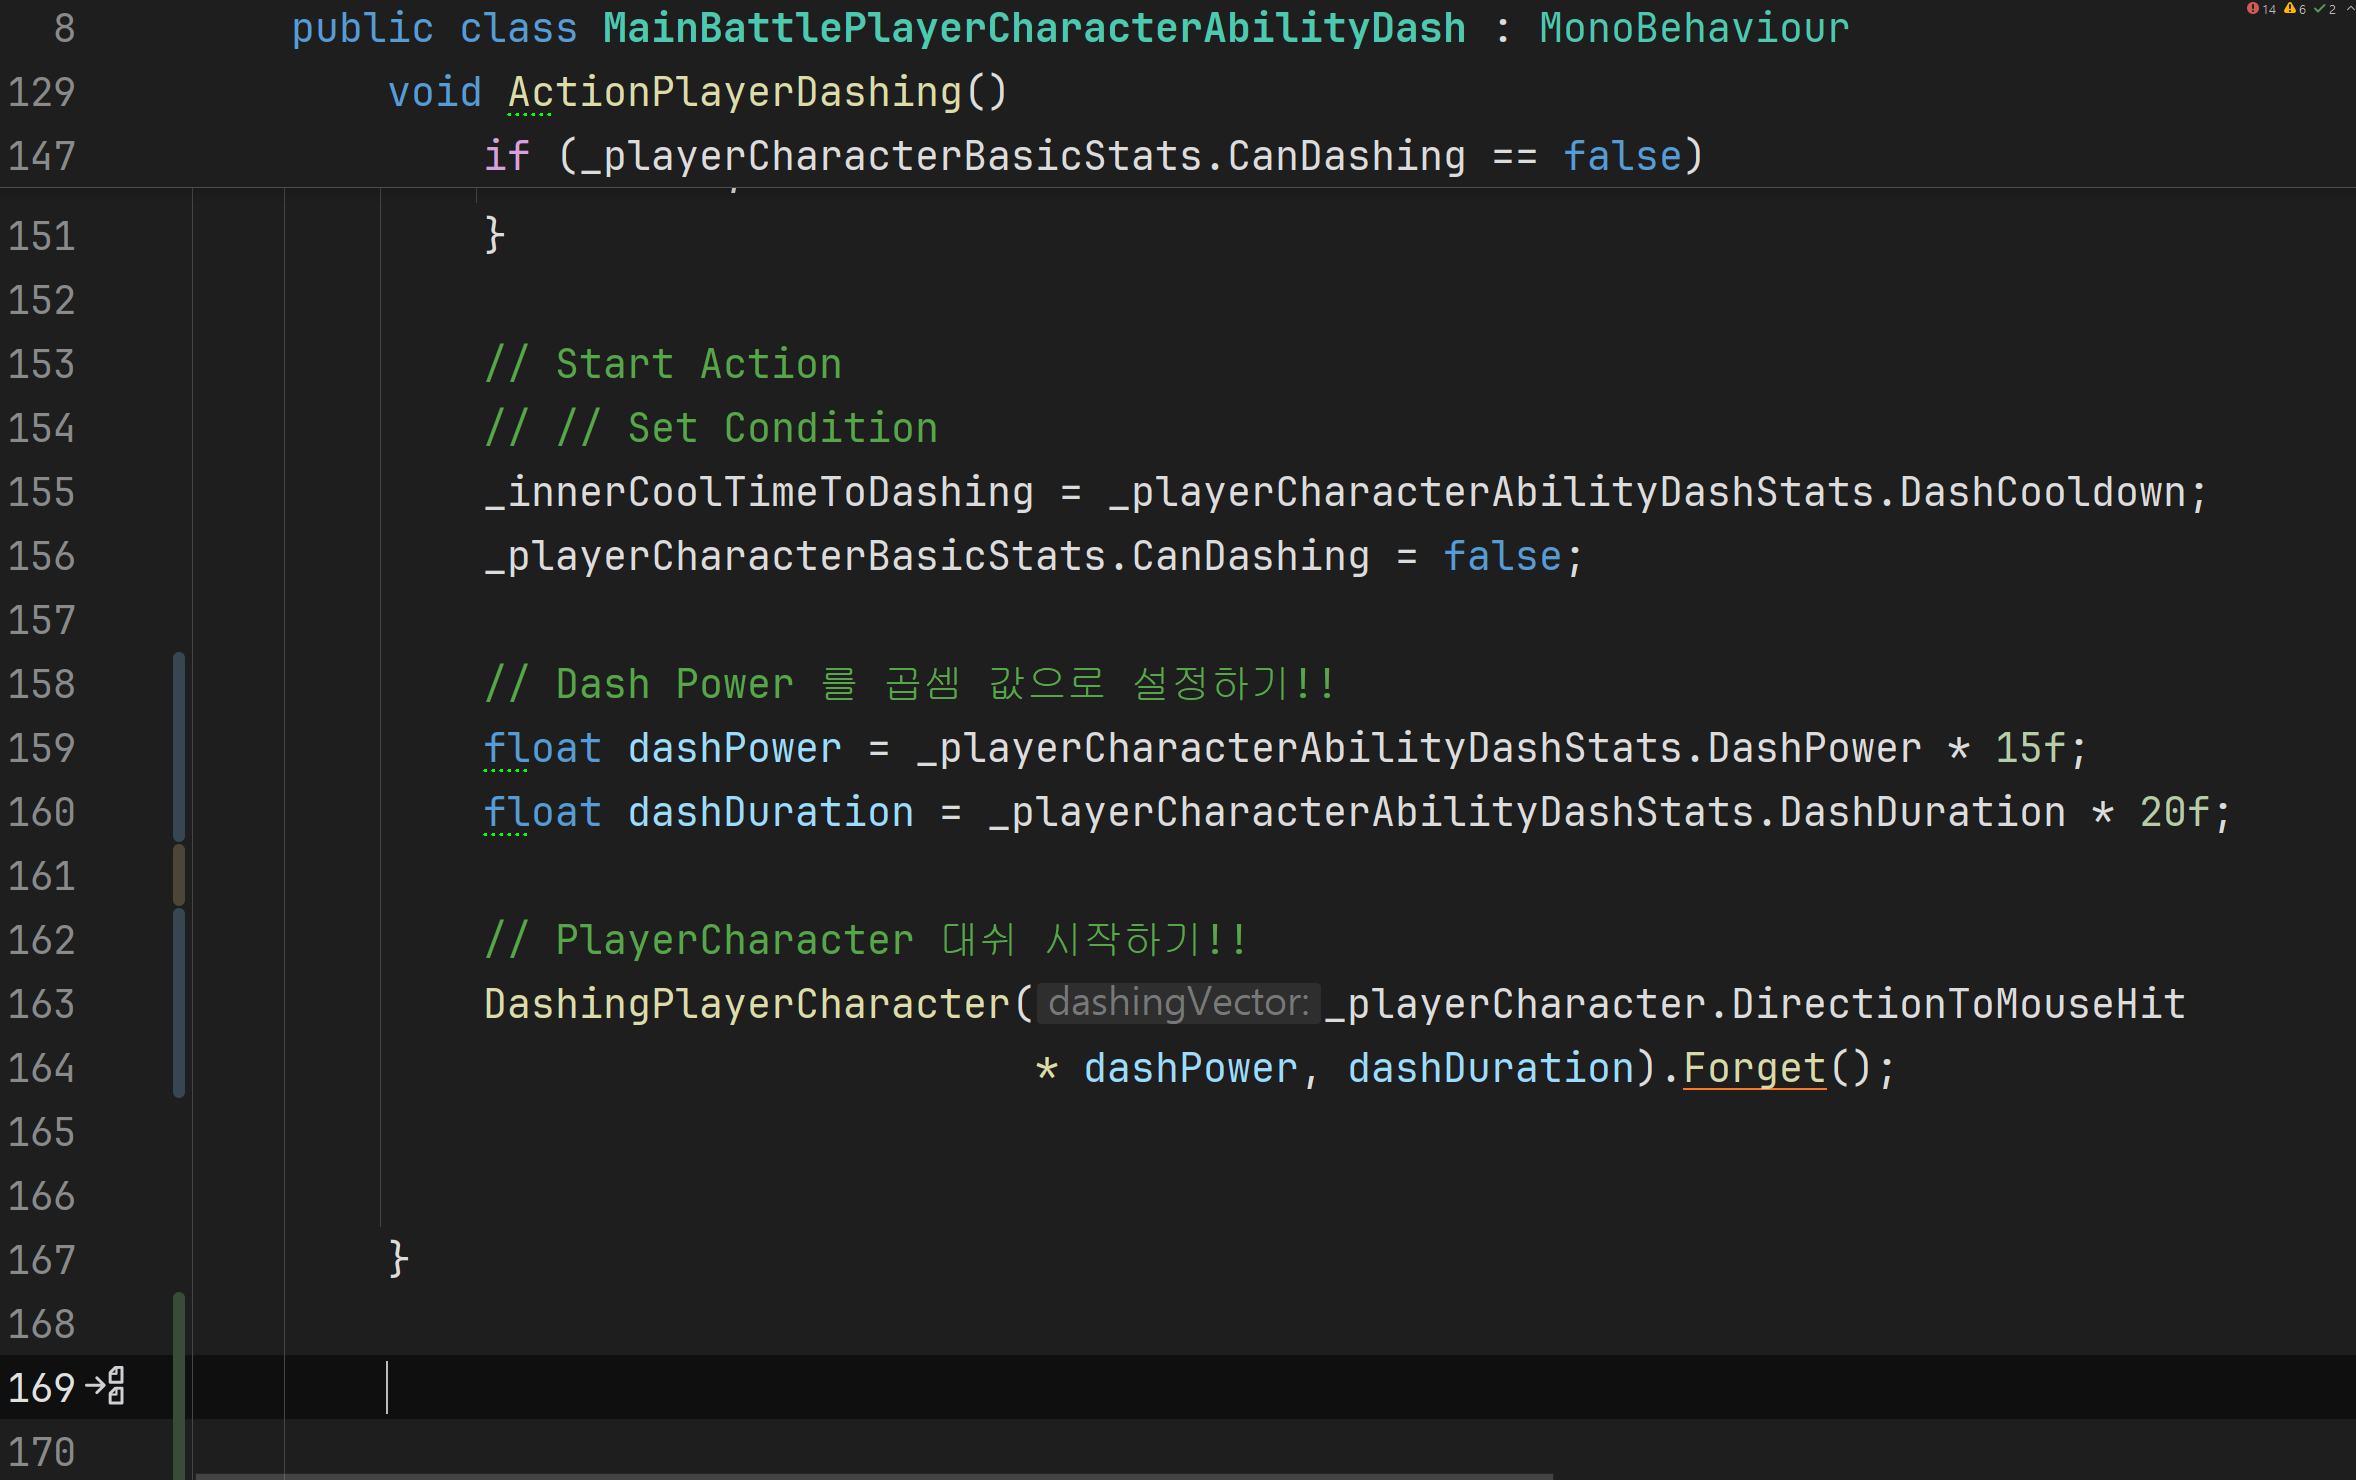 8 public class MainBattlePlayerCharacterAbilityDash : MonoBehaviour
14 6 2
129 void ActionPlayerDashing()
147 if (_playerCharacterBasicStats.CanDashing == false)
151 }
152
153 // Start Action
154 // // Set Condition
155 _innerCoolTimeToDashing = _playerCharacterAbilityDashStats.DashCooldown;
156 _playerCharacterBasicStats.CanDashing = false;
157
158 // Dash Power 를 곱셈 값으로 설정하기!!
159 float dashPower = _playerCharacterAbilityDashStats.DashPower * 15f;
160 float dashDuration = _playerCharacterAbilityDashStats.DashDuration * 20f;
161
162 // PlayerCharacter 대쉬 시작하기!!
163 DashingPlayerCharacter( dashingVector: _playerCharacter.DirectionToMouseHit
164 * dashPower, dashDuration).Forget();
165
166
167 }
168
169
170